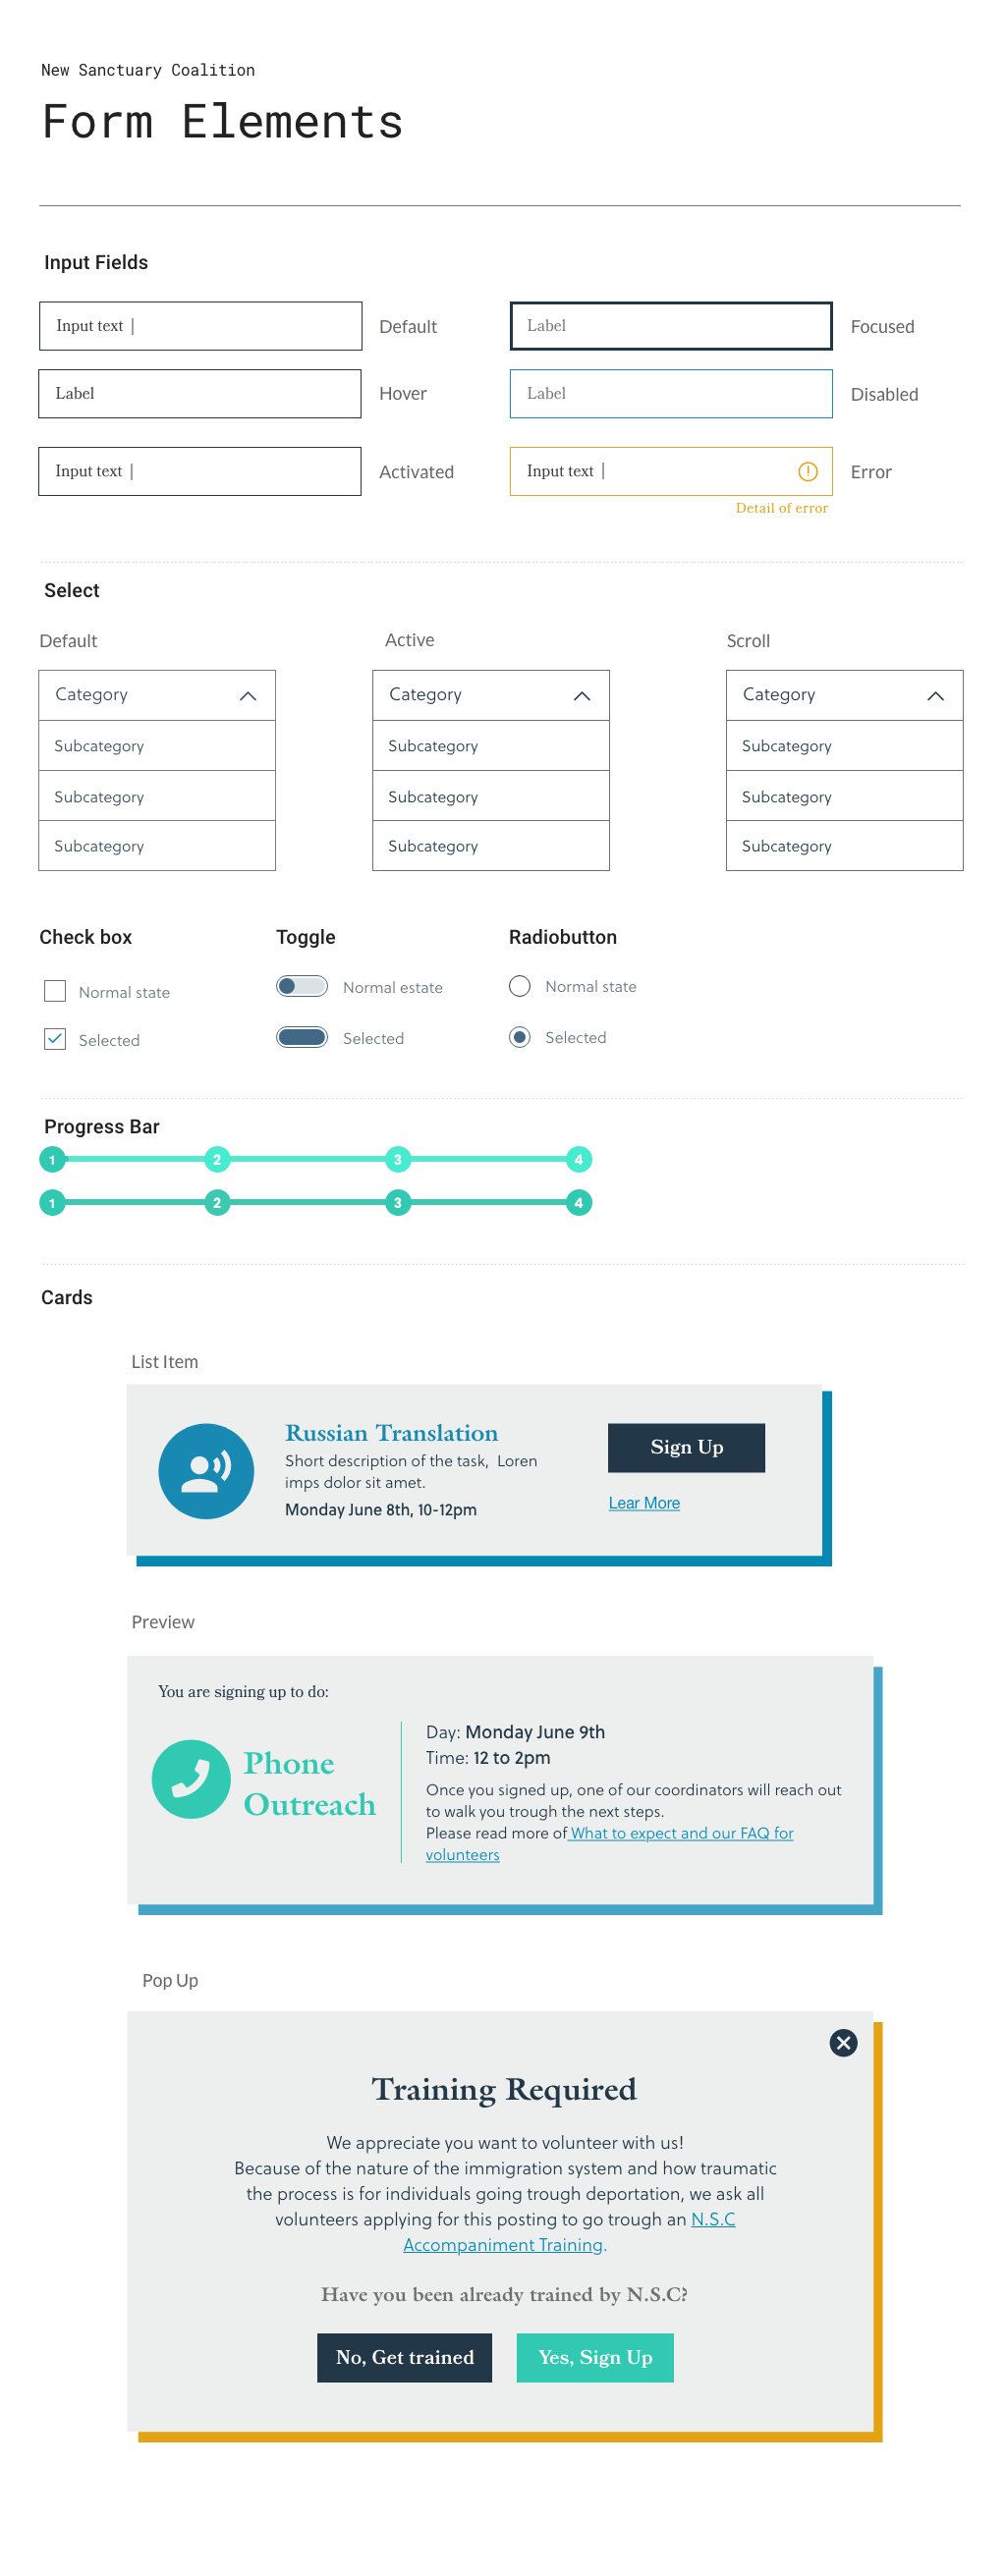 New Sanctuary Coalition
Form Elements
Input Fields
Input text |
Default
Label
Focused
Label
Hover
Label
Disabled
Input text |
Activated
Input text |
Error
Detail of error
Select
Default
Active
Scroll
Category
Category
Category
Subcategory
Subcategory
Subcategory
Subcategory
Subcategory
Subcategory
Subcategory
Subcategory
Subcategory
Check box
Toggle
Radiobutton
Normal state
Normal estate
Normal state
Selected
Selected
Selected
Progress Bar
1 2 3 4
1 2 3 4
Cards
List Item
Russian Translation
Short description of the task, Loren
imps dolor sit amet.
Monday June 8th, 10-12pm
Sign Up
Lear More
Preview
You are signing up to do:
Phone
Outreach
Day: Monday June 9th
Time: 12 to 2pm
Once you signed up, one of our coordinators will reach out
to walk you trough the next steps.
Please read more of What to expect and our FAQ for
volunteers
Pop Up
Training Required
We appreciate you want to volunteer with us!
Because of the nature of the immigration system and how traumatic
the process is for individuals going trough deportation, we ask all
volunteers applying for this posting to go trough an N.S.C
Accompaniment Training.
Have you been already trained by N.S.C?
No, Get trained
Yes, Sign Up